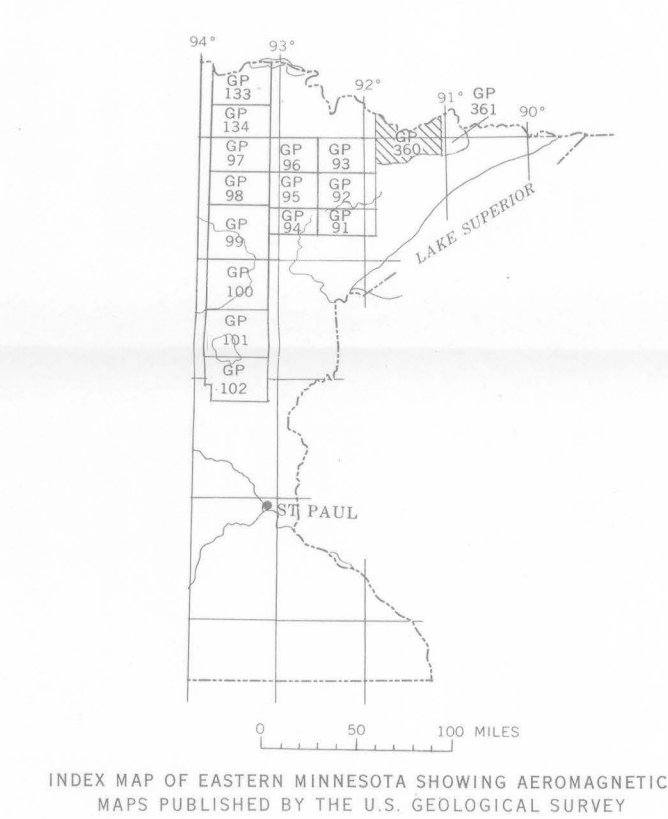 94°
93°
92°
91°
GP
361
90°
GP
133
GP
134
GP
97
GP
96
GP
93
GP
360
GP
98
GP
95
GP
92
GP
99
GP
94
GP
91
LAKE SUPERIOR
GP
100
GP
101
GP
102
ST PAUL
0 50 100 MILES
INDEX MAP OF EASTERN MINNESOTA SHOWING AEROMAGNETIC
MAPS PUBLISHED BY THE U.S. GEOLOGICAL SURVEY